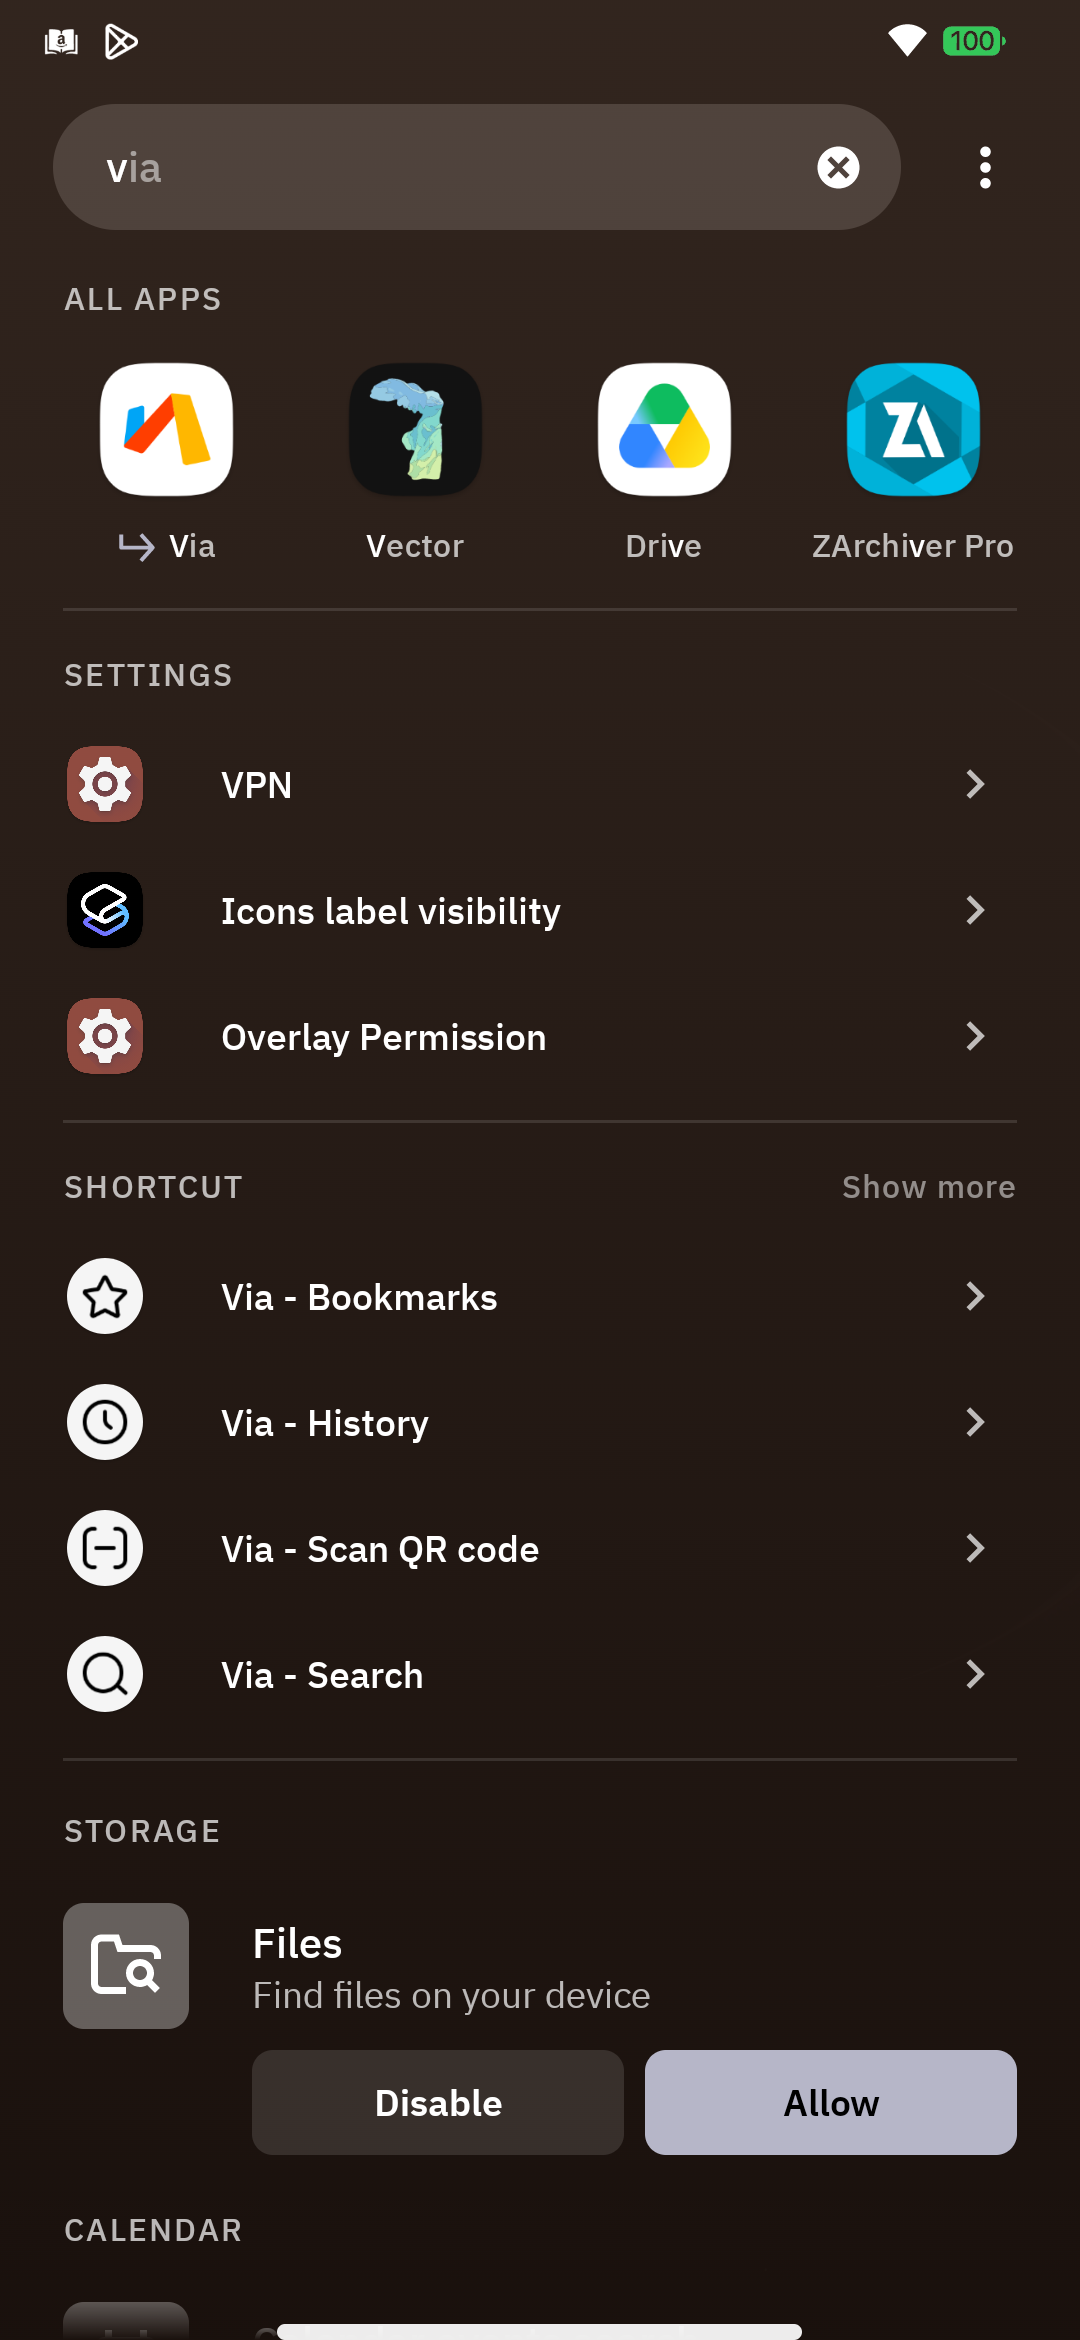 100
via
ALL APPS
Via
Vector
Drive
ZArchiver Pro
SETTINGS
VPN
Icons label visibility
Overlay Permission
SHORTCUT
Show more
Via - Bookmarks
Via - History
Via - Scan QR code
Via - Search
STORAGE
Files
Find files on your device
Disable
Allow
CALENDAR